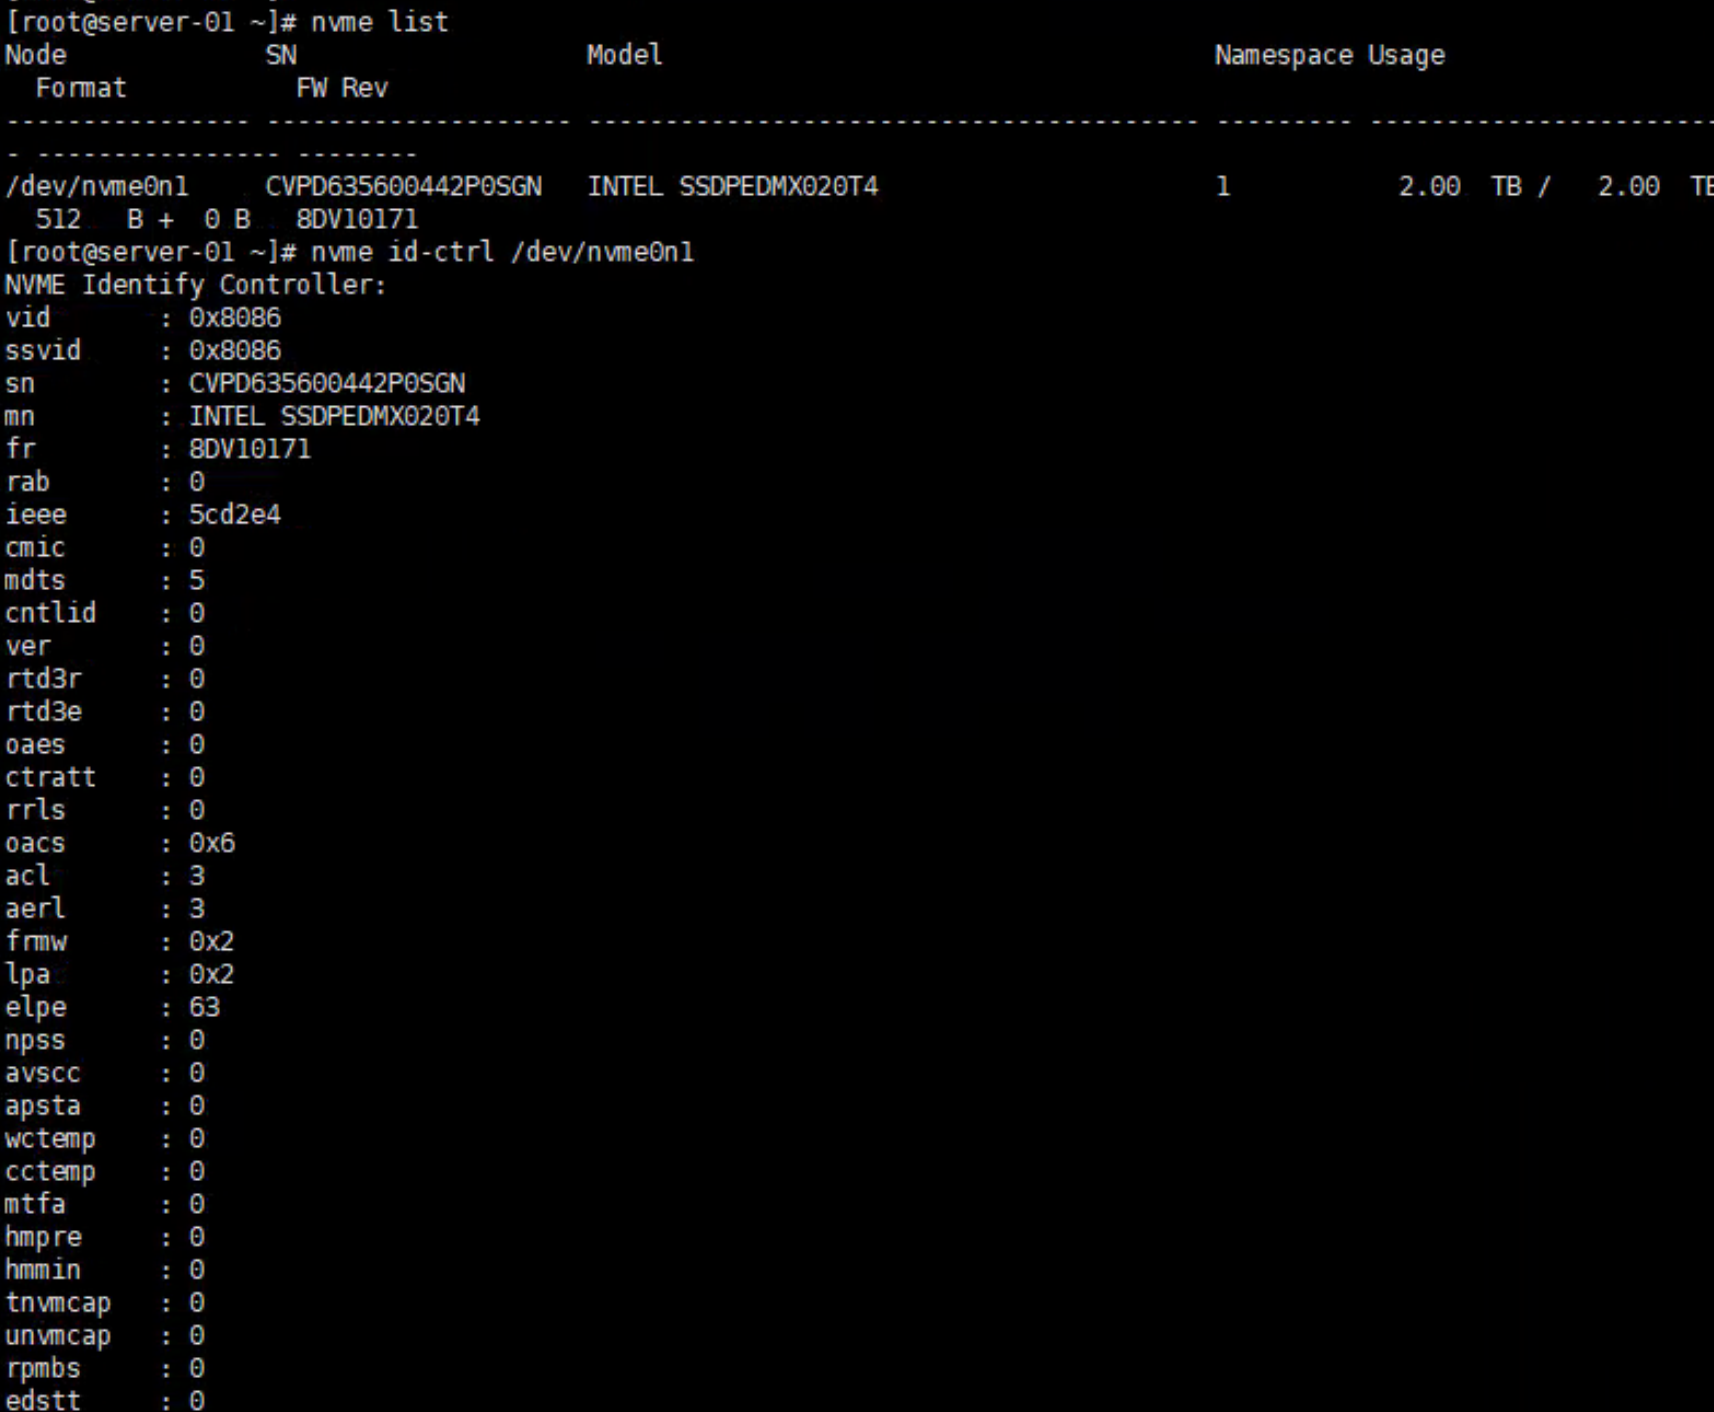 [root@server-01 ~]# nvme list
Node             SN                   Model                                    Namespace Usage
  Format           FW Rev
---------------- -------------------- ---------------------------------------- --------- -----------------------
- ---------------- --------
/dev/nvme0n1     CVPD635600442P0SGN   INTEL SSDPEDMX020T4                      1           2.00  TB /   2.00  TB
  512   B +  0 B   8DV10171
[root@server-01 ~]# nvme id-ctrl /dev/nvme0n1
NVME Identify Controller:
vid       : 0x8086
ssvid     : 0x8086
sn        : CVPD635600442P0SGN
mn        : INTEL SSDPEDMX020T4
fr        : 8DV10171
rab       : 0
ieee      : 5cd2e4
cmic      : 0
mdts      : 5
cntlid    : 0
ver       : 0
rtd3r     : 0
rtd3e     : 0
oaes      : 0
ctratt    : 0
rrls      : 0
oacs      : 0x6
acl       : 3
aerl      : 3
frmw      : 0x2
lpa       : 0x2
elpe      : 63
npss      : 0
avscc     : 0
apsta     : 0
wctemp    : 0
cctemp    : 0
mtfa      : 0
hmpre     : 0
hmmin     : 0
tnvmcap   : 0
unvmcap   : 0
rpmbs     : 0
edstt     : 0